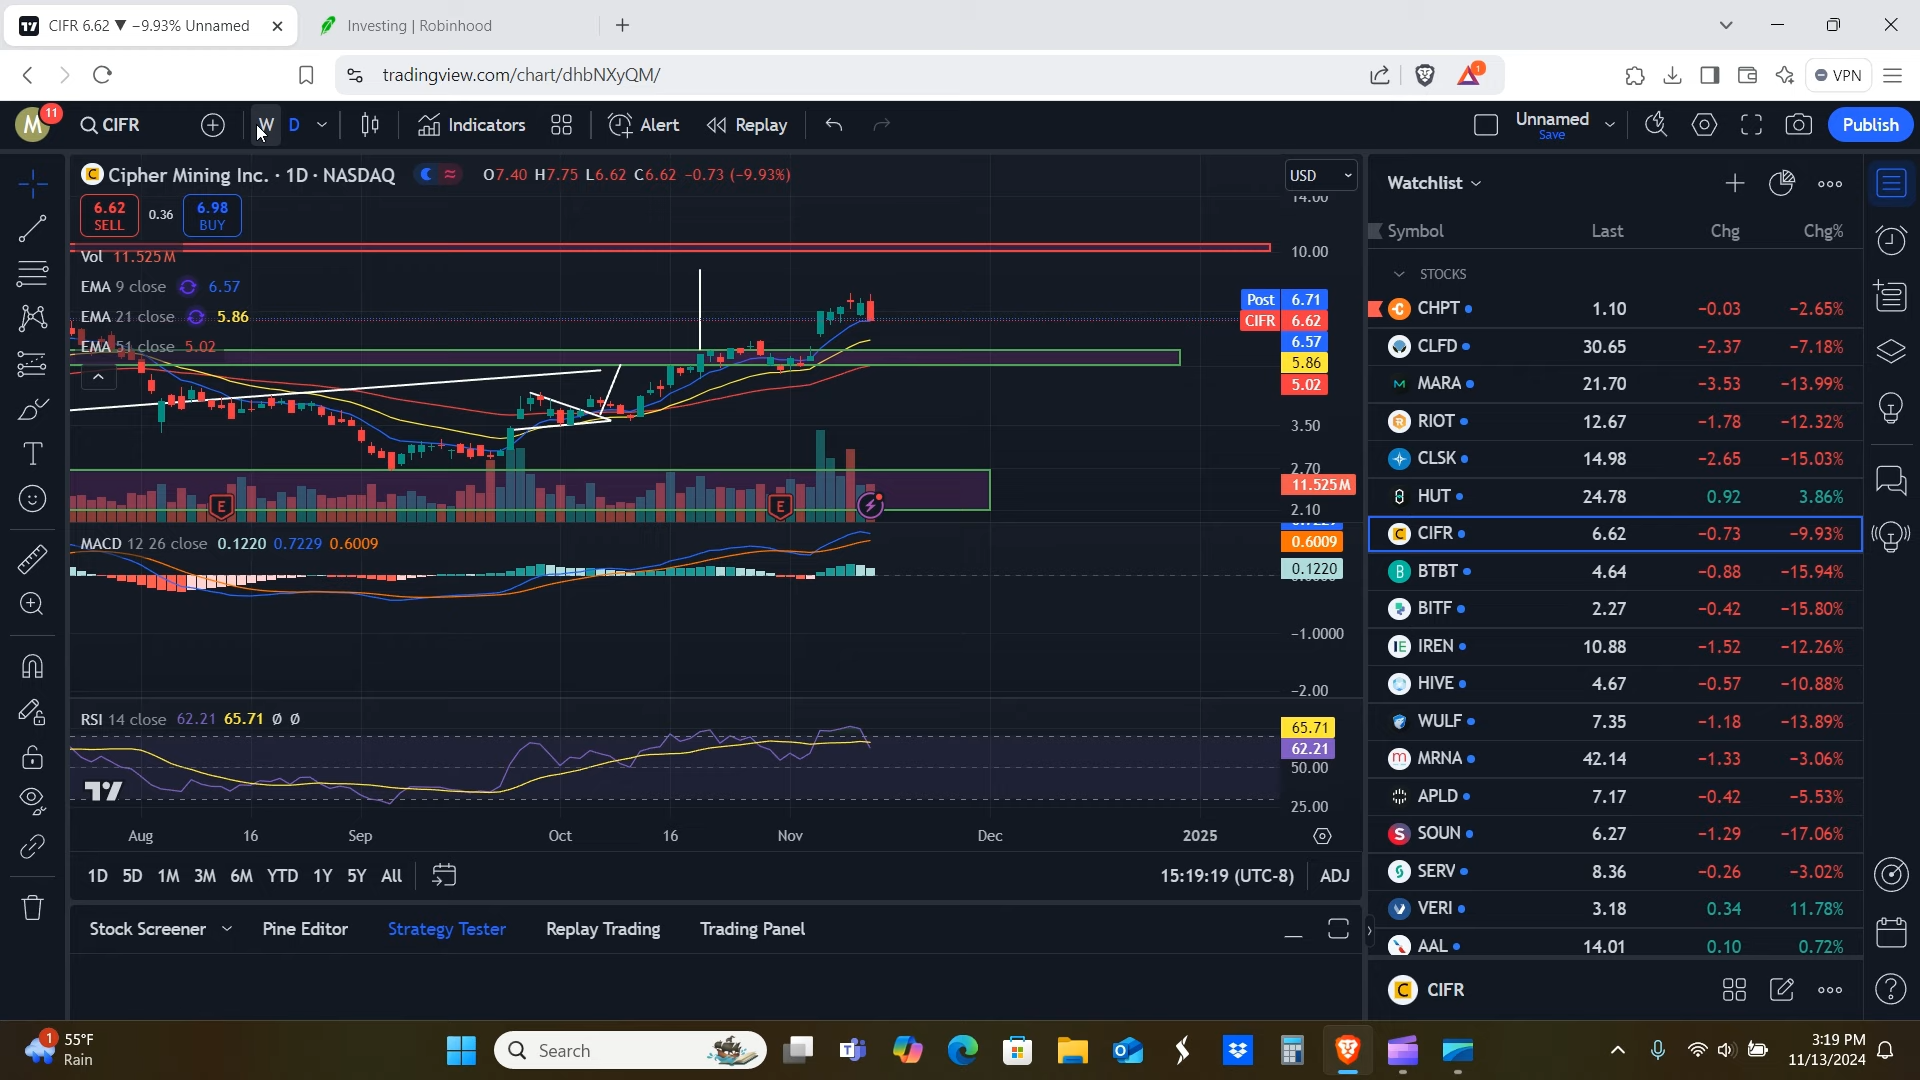 CIFR 6.62 ▼ −9.93% Unnamed
Investing | Robinhood
tradingview.com/chart/dhbNXyQM/
1
VPN
M
11
CIFR
W
D
Indicators
Alert
Replay
Unnamed
Save
Publish
Cipher Mining Inc. · 1D · NASDAQ
O7.40 H7.75 L6.62 C6.62 −0.73 (−9.93%)
USD
6.62
SELL
0.36
6.98
BUY
Vol 11.525M
EMA 9 close 6.57
EMA 21 close 5.86
EMA 51 close 5.02
14.00
10.00
Post 6.71
CIFR 6.62
6.57
5.86
5.02
3.50
2.70
11.525M
2.10
E
E
MACD 12 26 close 0.1220 0.7229 0.6009
0.7229
0.6009
0.1220
−1.0000
−2.00
RSI 14 close 62.21 65.71 Ø Ø
65.71
62.21
50.00
25.00
Aug
16
Sep
Oct
16
Nov
Dec
2025
1D 5D 1M 3M 6M YTD 1Y 5Y All
15:19:19 (UTC-8)
ADJ
Stock Screener
Pine Editor
Strategy Tester
Replay Trading
Trading Panel
Watchlist
Symbol Last Chg Chg%
STOCKS
CHPT 1.10 −0.03 −2.65%
CLFD 30.65 −2.37 −7.18%
MARA 21.70 −3.53 −13.99%
RIOT 12.67 −1.78 −12.32%
CLSK 14.98 −2.65 −15.03%
HUT 24.78 0.92 3.86%
CIFR 6.62 −0.73 −9.93%
BTBT 4.64 −0.88 −15.94%
BITF 2.27 −0.42 −15.80%
IREN 10.88 −1.52 −12.26%
HIVE 4.67 −0.57 −10.88%
WULF 7.35 −1.18 −13.89%
MRNA 42.14 −1.33 −3.06%
APLD 7.17 −0.42 −5.53%
SOUN 6.27 −1.29 −17.06%
SERV 8.36 −0.26 −3.02%
VERI 3.18 0.34 11.78%
AAL 14.01 0.10 0.72%
CIFR
1
55°F
Rain
Search
3:19 PM
11/13/2024